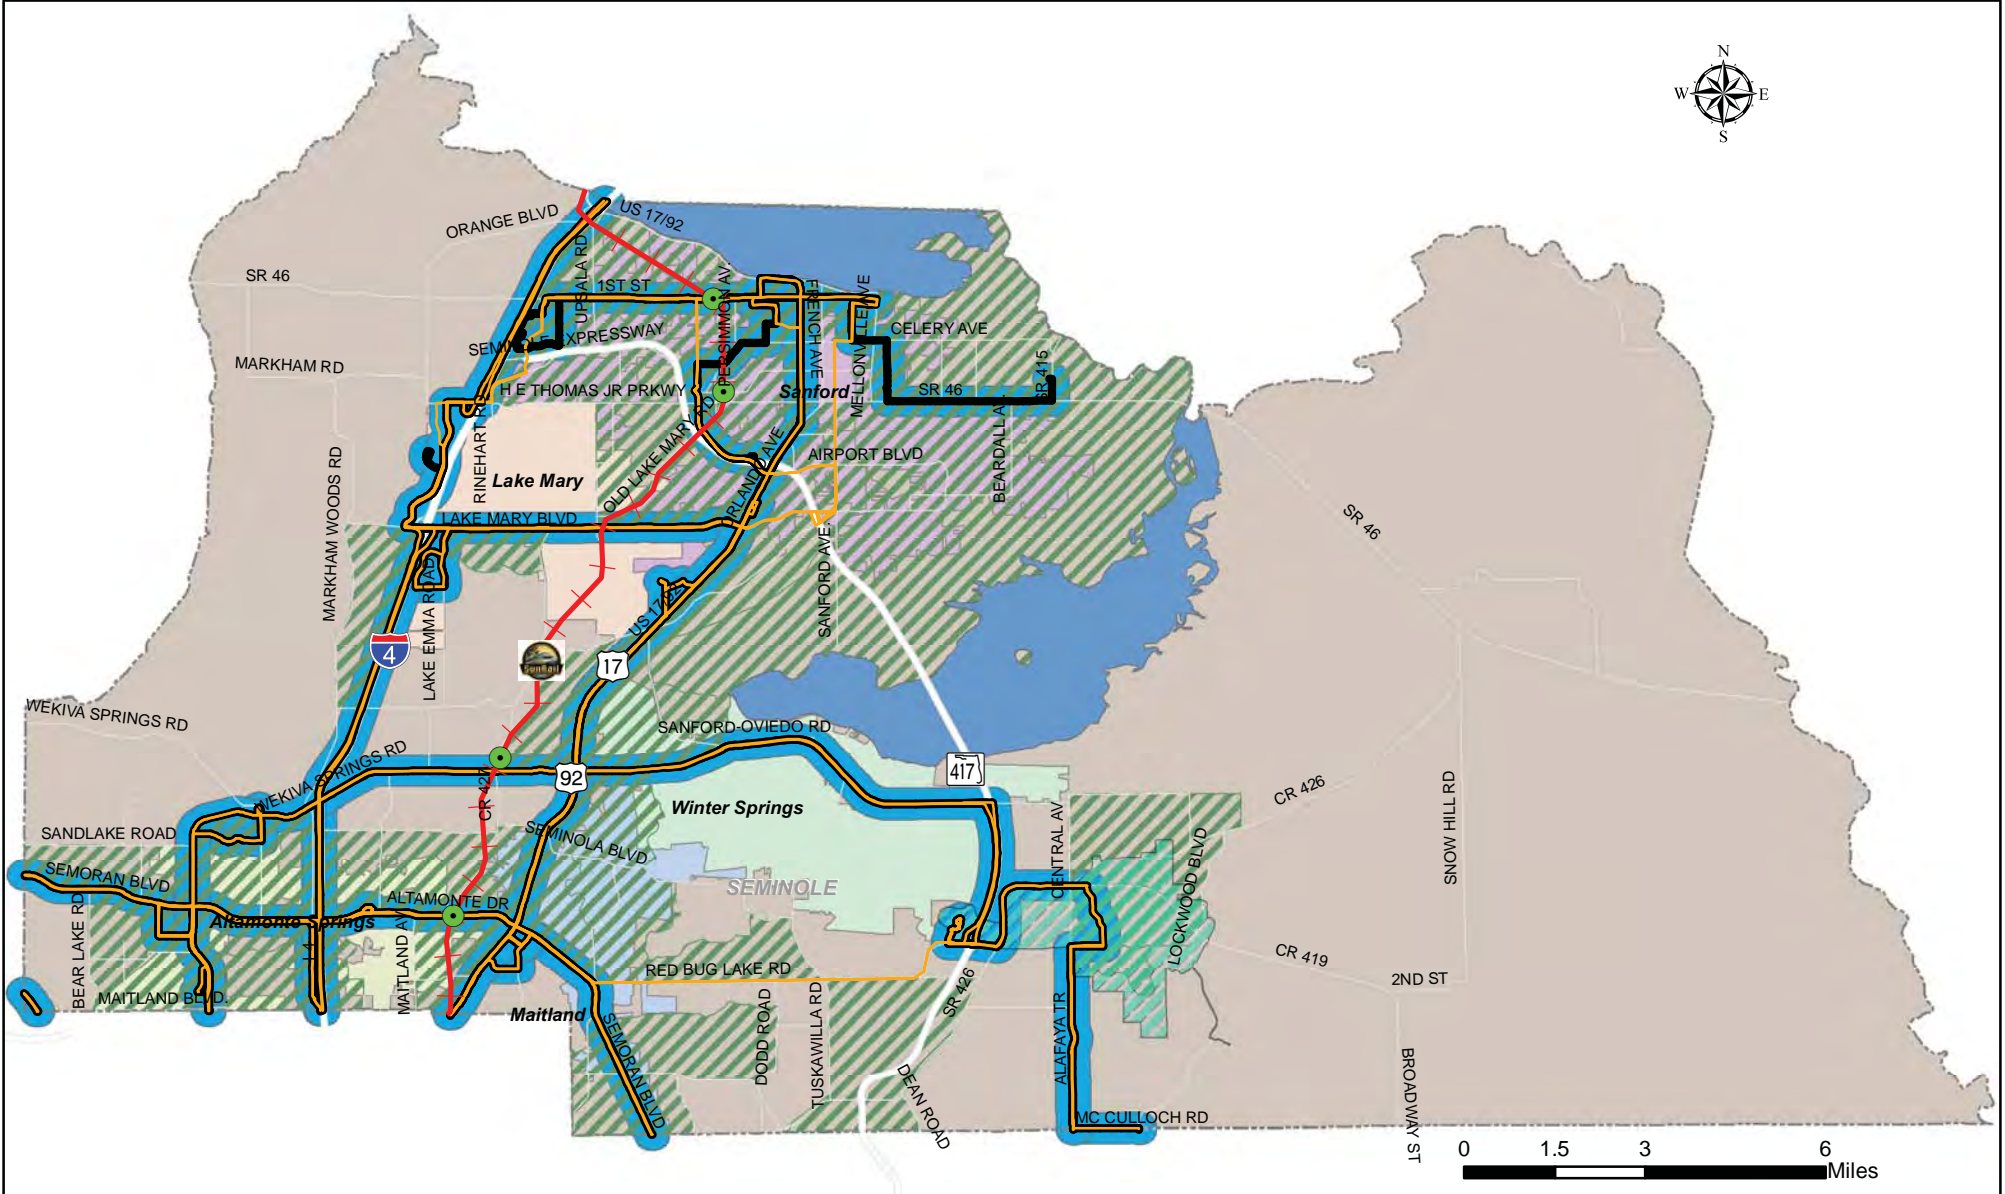 N
W
E
S
ORANGE BLVD
US 17/92
SR 46
UPSALA RD
1ST ST
PERSIMMON AV.
FRENCH AVE
MELLONVILLE AVE
CELERY AVE
SEMINOLE EXPRESSWAY
MARKHAM RD
H E THOMAS JR PRKWY
Sanford
SR 46
SR 415
RINEHART RD
OLD LAKE MARY RD
ORLANDO AVE
AIRPORT BLVD
BEARDALL AV.
MARKHAM WOODS RD
Lake Mary
LAKE MARY BLVD
SANFORD AVE.
SR 46
LAKE EMMA ROAD
US 17/92
4
SunRail
17
WEKIVA SPRINGS RD
SANFORD-OVIEDO RD
WEKIVA SPRINGS RD
417
92
CR 427
CR 426
SNOW HILL RD
Winter Springs
SANDLAKE ROAD
SEMINOLA BLVD
CENTRAL AV
LOCKWOOD BLVD
SEMORAN BLVD
SEMINOLE
ALTAMONTE DR
BEAR LAKE RD
Altamonte Springs
I-4
MAITLAND AV
CR 419
RED BUG LAKE RD
2ND ST
MAITLAND BLVD.
SR 426
Maitland
DODD ROAD
TUSKAWILLA RD
ALAFAYA TR
SEMORAN BLVD
DEAN ROAD
BROADWAY ST
MC CULLOCH RD
0 1.5 3 6
Miles